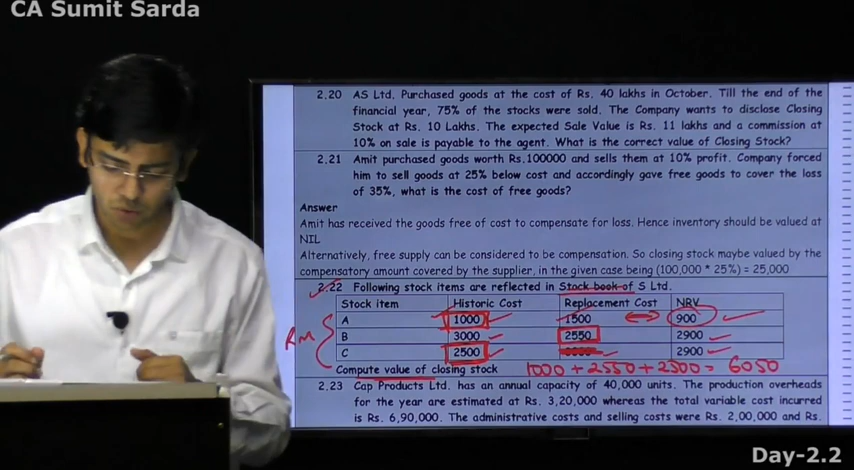 CA Sumit Sarda
2.20 AS Ltd. Purchased goods at the cost of Rs. 40 lakhs in October. Till the end of the
financial year, 75% of the stocks were sold. The Company wants to disclose Closing
Stock at Rs. 10 Lakhs. The expected Sale Value is Rs. 11 lakhs and a commission at
10% on sale is payable to the agent. What is the correct value of Closing Stock?
2.21 Amit purchased goods worth Rs.100000 and sells them at 10% profit. Company forced
him to sell goods at 25% below cost and accordingly gave free goods to cover the loss
of 35%, what is the cost of free goods?
Answer
Amit has received the goods free of cost to compensate for loss. Hence inventory should be valued at
NIL
Alternatively, free supply can be considered to be compensation. So closing stock maybe valued by the
compensatory amount covered by the supplier, in the given case being (100,000 * 25%) = 25,000
2.22 Following stock items are reflected in Stock book of S Ltd.
Stock item Historic Cost Replacement Cost NRV
A 1000 1500 900
B 3000 2550 2900
C 2500 2900
RM
Compute value of closing stock 1000 + 2550 + 2500 = 6050
2.23 Cap Products Ltd. has an annual capacity of 40,000 units. The production overheads
for the year are estimated at Rs. 3,20,000 whereas the total variable cost incurred
is Rs. 6,90,000. The administrative costs and selling costs were Rs. 2,00,000 and Rs.
Day-2.2